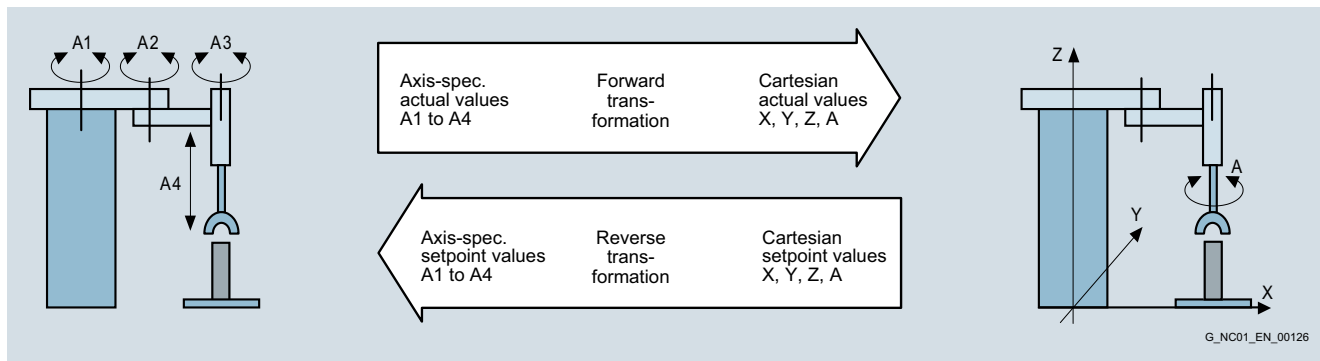 A1
A2
A3
A4
Axis-spec.
actual values
A1 to A4
Forward
trans-
formation
Cartesian
actual values
X, Y, Z, A
Axis-spec.
setpoint values
A1 to A4
Reverse
trans-
formation
Cartesian
setpoint values
X, Y, Z, A
Z
A
Y
X
G_NC01_EN_00126